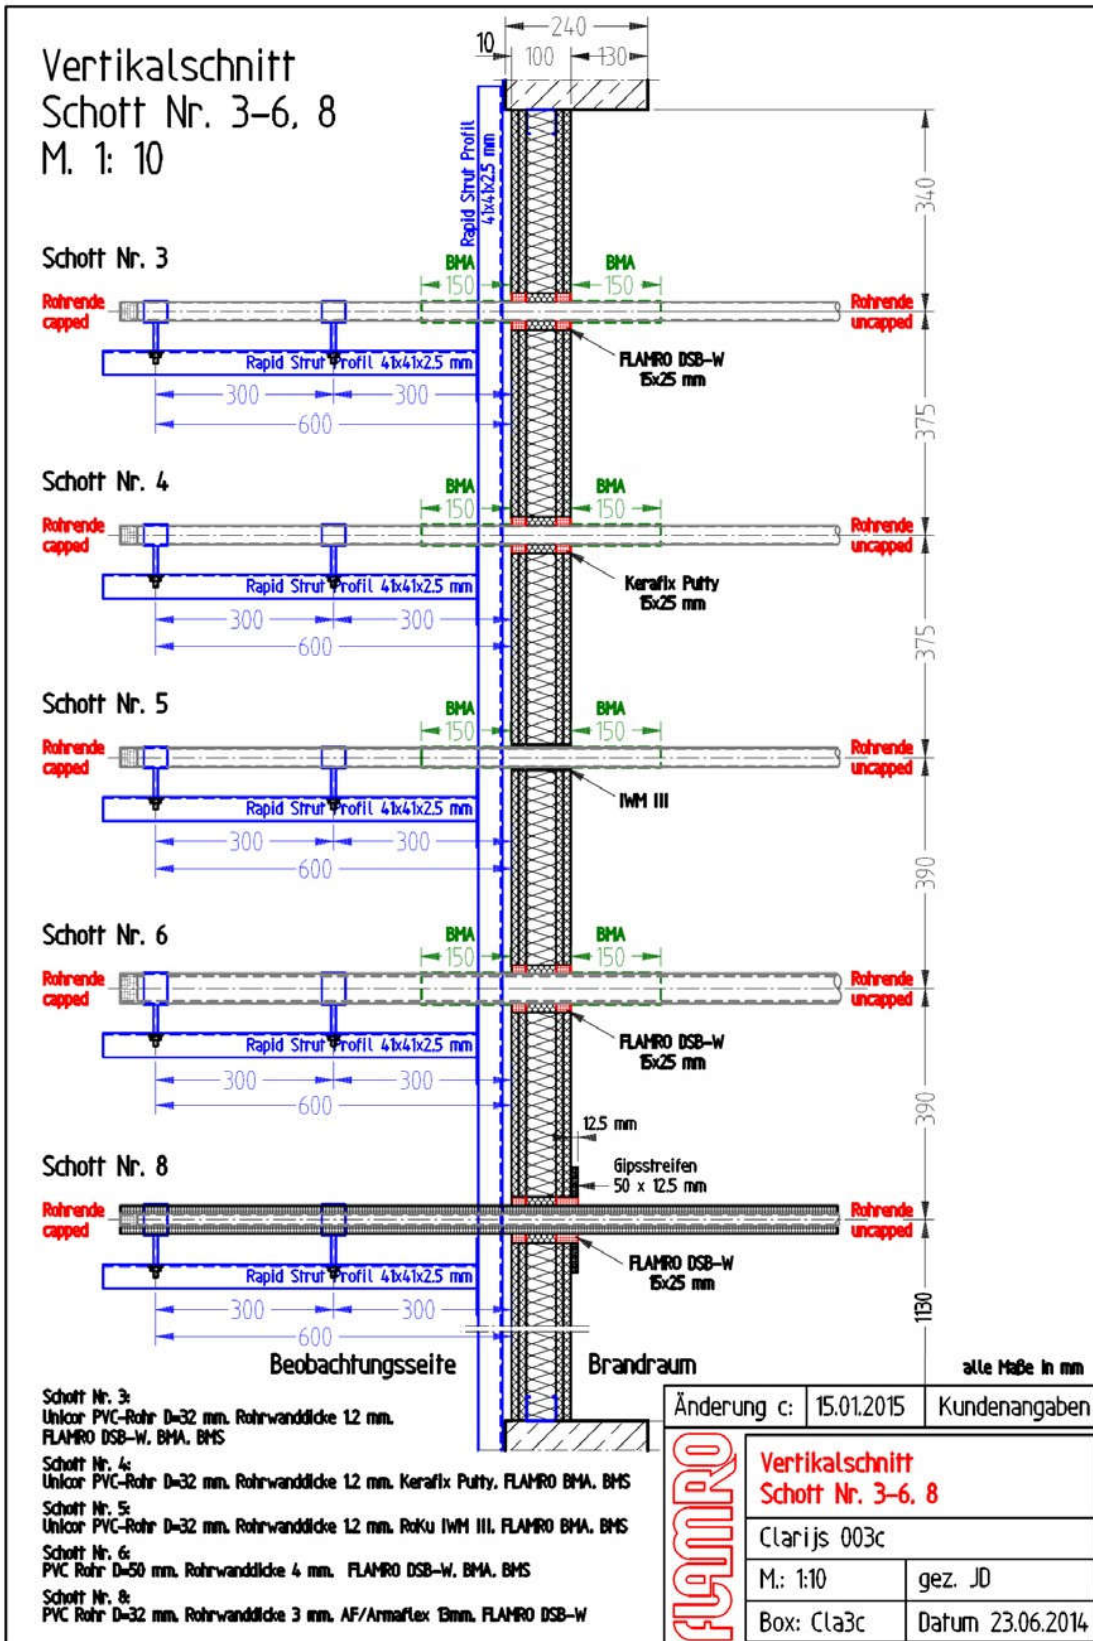 Vertikalschnitt
Schott Nr. 3-6, 8
M. 1: 10
240
10
100
130
Rapid Strut Profil
41x41x2.5 mm
340
Schott Nr. 3
BMA
BMA
150
150
Rohrende
capped
Rohrende
uncapped
FLAMRO DSB-W
15x25 mm
Rapid Strut Profil 41x41x2.5 mm
300
300
600
375
Schott Nr. 4
BMA
BMA
150
150
Rohrende
capped
Rohrende
uncapped
Kerafix Putty
15x25 mm
Rapid Strut Profil 41x41x2.5 mm
300
300
600
375
Schott Nr. 5
BMA
BMA
150
150
Rohrende
capped
Rohrende
uncapped
IWM III
Rapid Strut Profil 41x41x2.5 mm
300
300
600
390
Schott Nr. 6
BMA
BMA
150
150
Rohrende
capped
Rohrende
uncapped
FLAMRO DSB-W
15x25 mm
Rapid Strut Profil 41x41x2.5 mm
300
300
600
390
12.5 mm
Schott Nr. 8
Gipsstreifen
50 x 12.5 mm
Rohrende
capped
Rohrende
uncapped
FLAMRO DSB-W
15x25 mm
Rapid Strut Profil 41x41x2.5 mm
300
300
600
1130
Beobachtungsseite
Brandraum
alle Maße in mm
Schott Nr. 3:
Unicor PVC-Rohr D=32 mm, Rohrwanddicke 1.2 mm,
FLAMRO DSB-W, BMA, BMS
Schott Nr. 4:
Unicor PVC-Rohr D=32 mm, Rohrwanddicke 1.2 mm, Kerafix Putty, FLAMRO BMA, BMS
Schott Nr. 5:
Unicor PVC-Rohr D=32 mm, Rohrwanddicke 1.2 mm, RoKu IWM III, FLAMRO BMA, BMS
Schott Nr. 6:
PVC Rohr D=50 mm, Rohrwanddicke 4 mm, FLAMRO DSB-W, BMA, BMS
Schott Nr. 8:
PVC Rohr D=32 mm, Rohrwanddicke 3 mm, AF/Armaflex 13mm, FLAMRO DSB-W
Änderung c: 15.01.2015 Kundenangaben
FLAMRO
Vertikalschnitt
Schott Nr. 3-6, 8
Clarijs 003c
M.: 1:10 gez. JD
Box: Cla3c Datum 23.06.2014